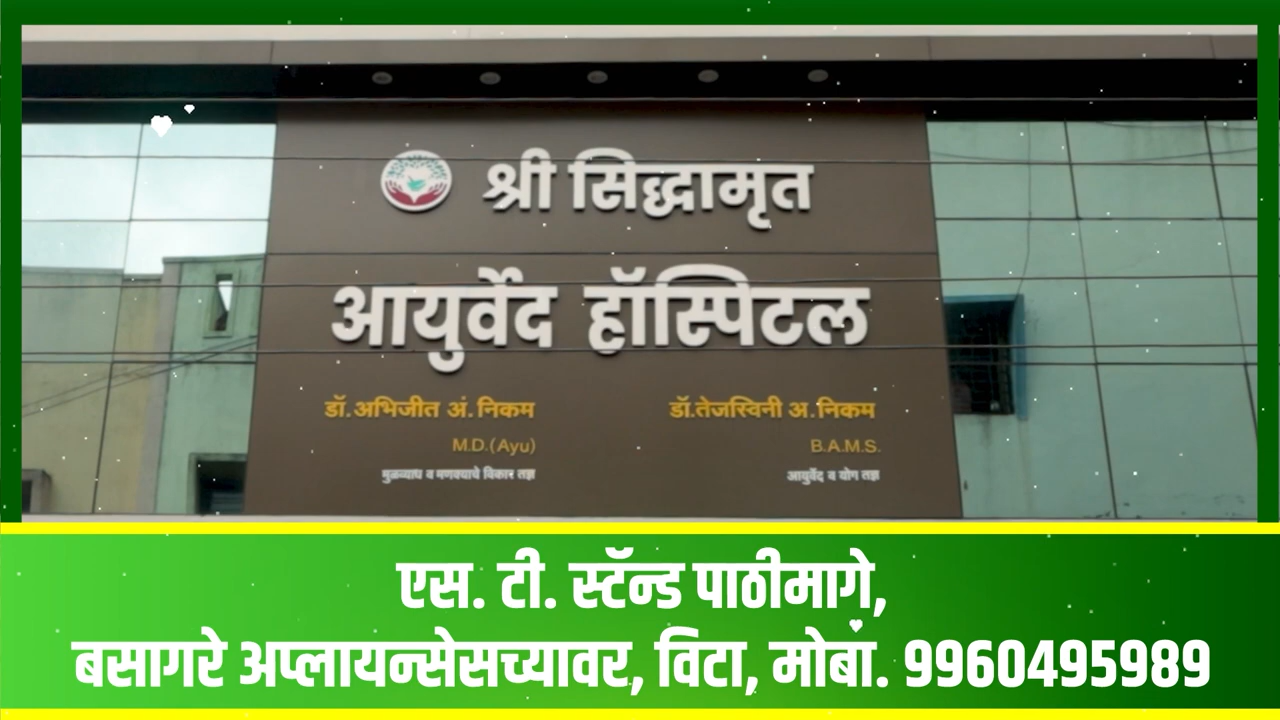 श्री सिद्धामृत
आयुर्वेद हॉस्पिटल
डॉ. अभिजीत अं. निकम
M.D.(Ayu)
मुळव्याध व मणक्याचे विकार तज्ञ
डॉ.तेजस्विनी अ. निकम
B.A.M.S.
आयुर्वेद व योग तज्ञ
एस. टी. स्टॅन्ड पाठीमागे,
बसागरे अप्लायन्सेसच्यावर, विटा, मोबा. 9960495989